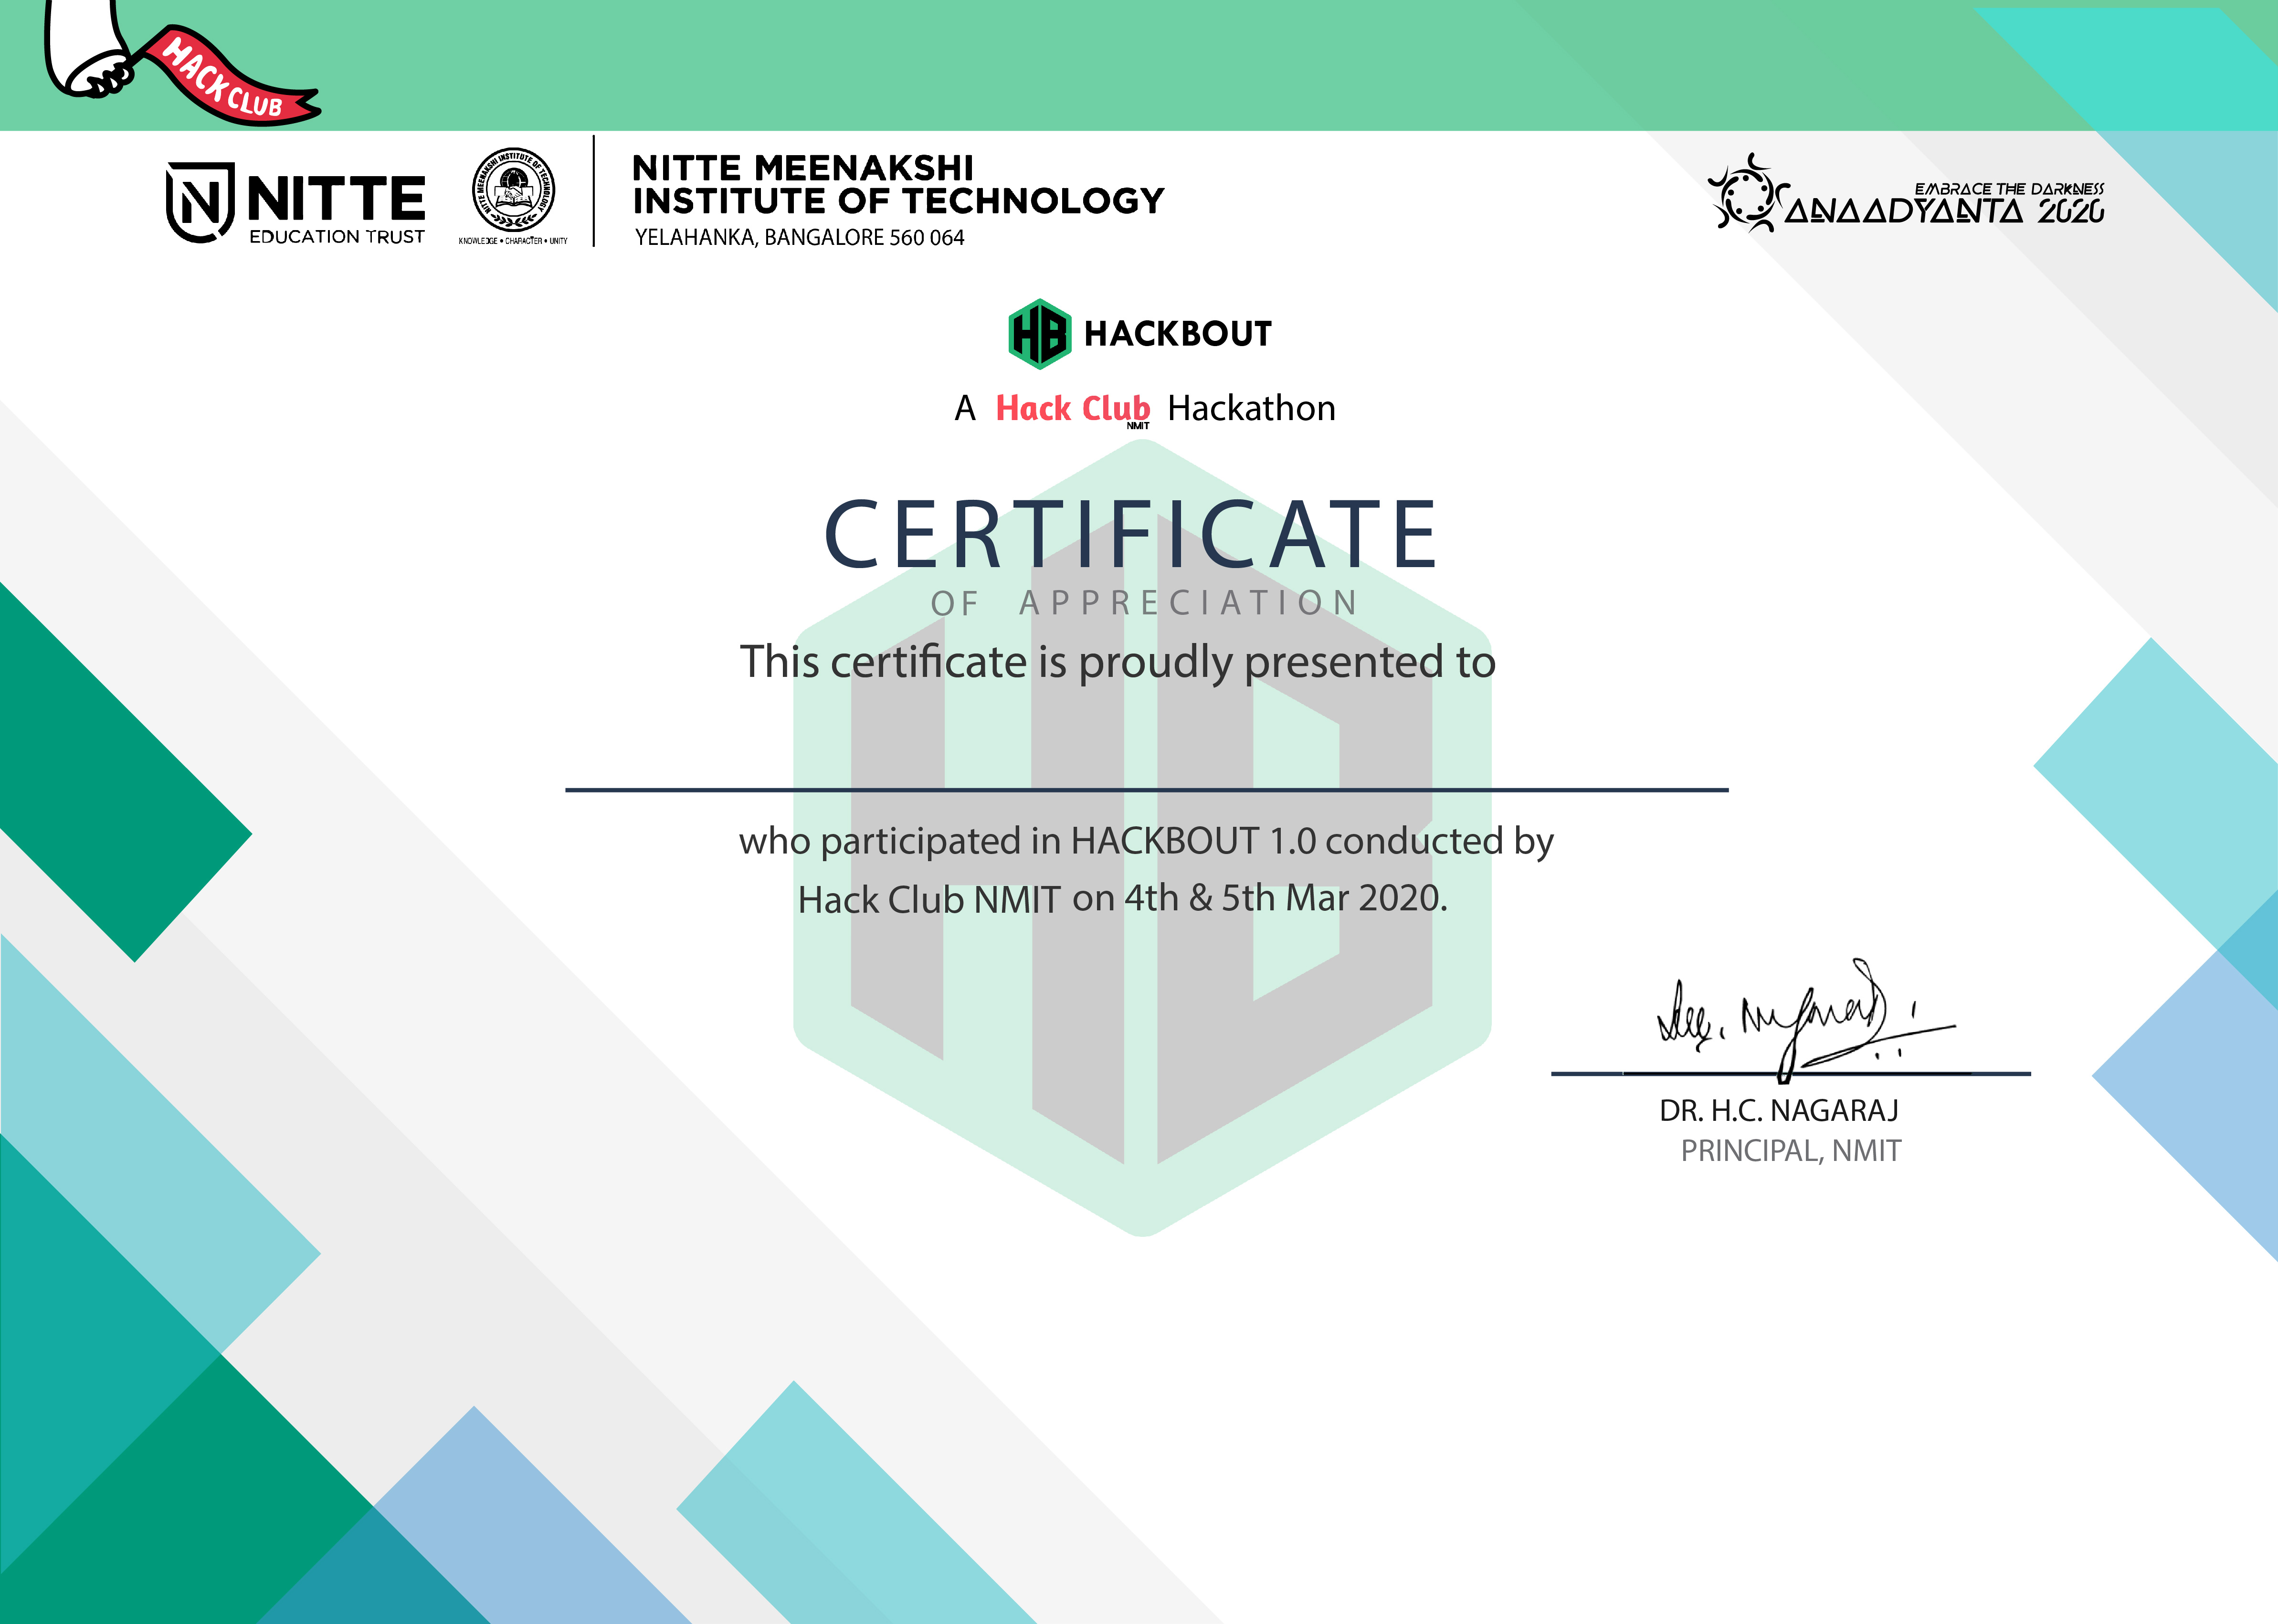 HACK CLUB
NITTE
EDUCATION TRUST
NITTE MEENAKSHI INSTITUTE OF TECHNOLOGY
KNOWLEDGE • CHARACTER • UNITY
NITTE MEENAKSHI
INSTITUTE OF TECHNOLOGY
YELAHANKA, BANGALORE 560 064
EMBRACE THE DARKNESS
ANAADYANTA 2020
HB HACKBOUT
A Hack Club Hackathon
NMIT
CERTIFICATE
OF APPRECIATION
This certificate is proudly presented to
who participated in HACKBOUT 1.0 conducted by
Hack Club NMIT on 4th & 5th Mar 2020.
DR. H.C. NAGARAJ
PRINCIPAL, NMIT